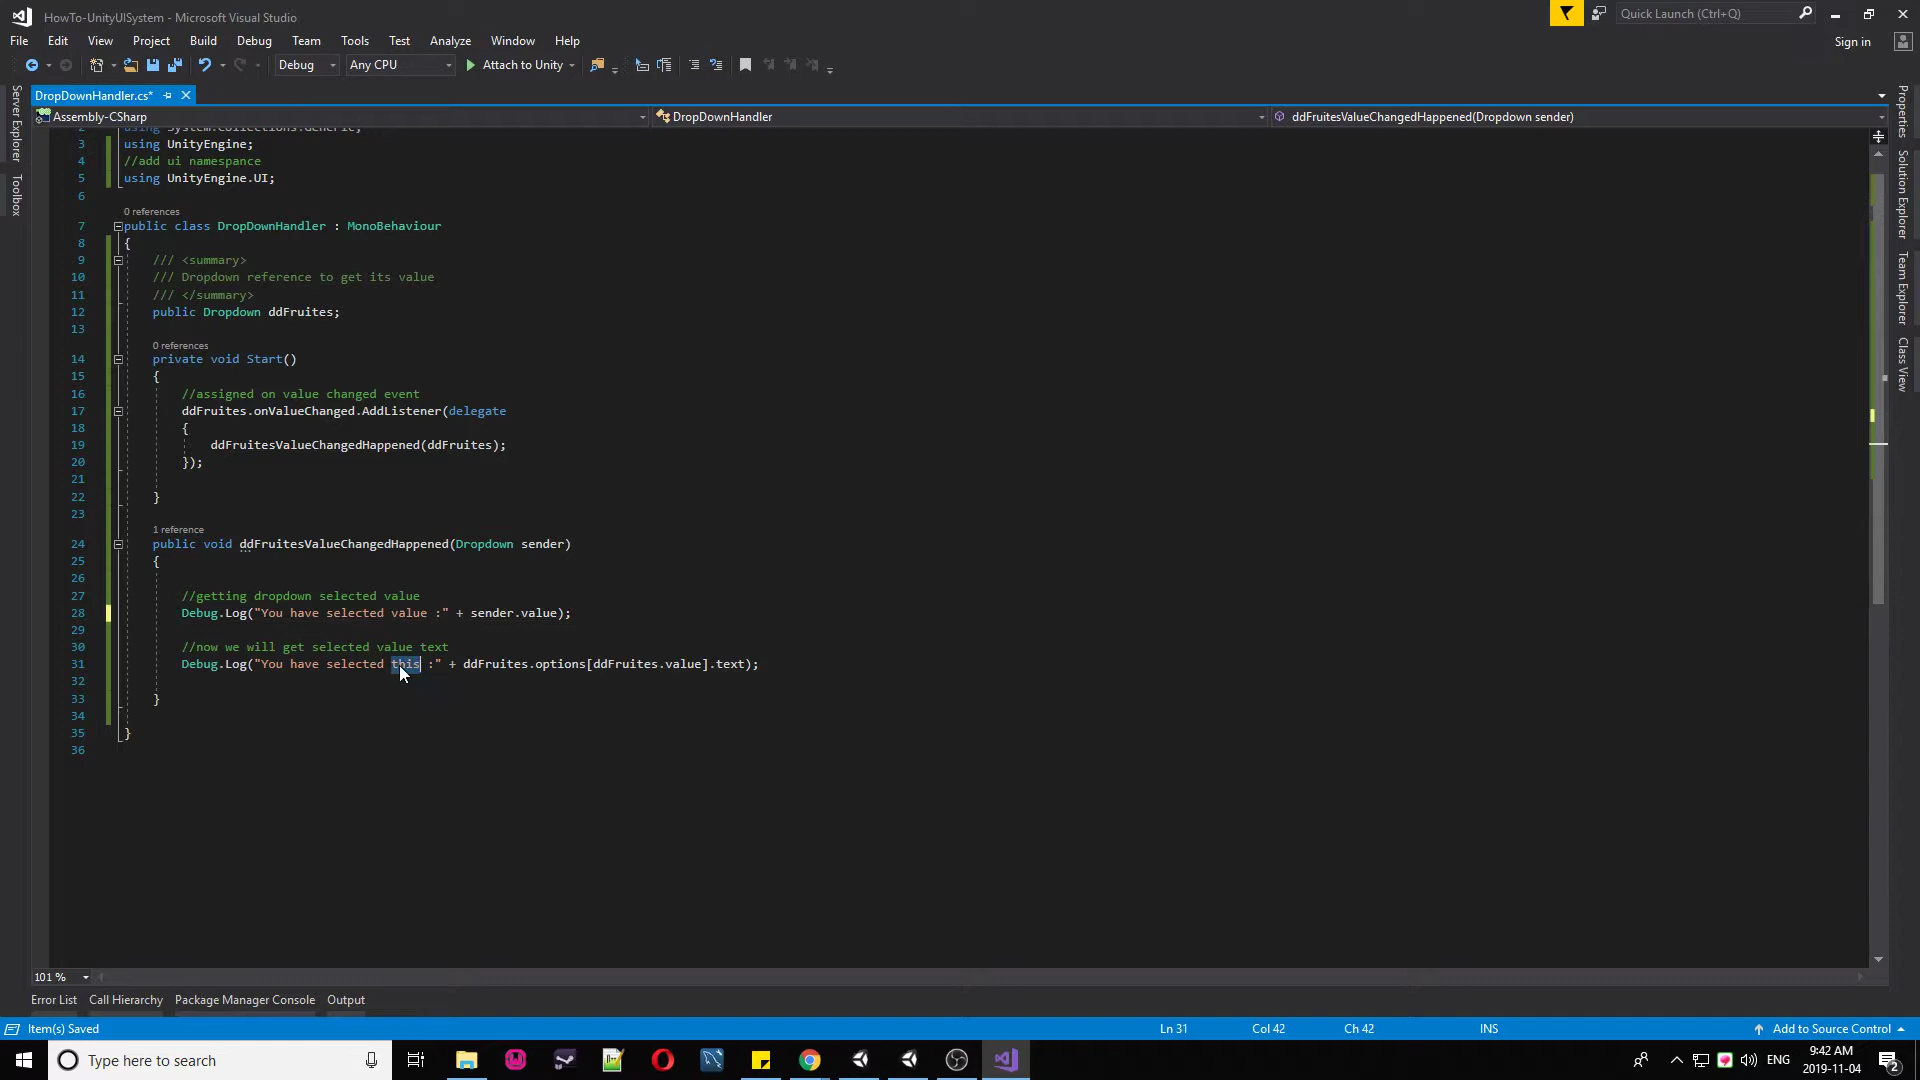 HowTo-UnityUISystem - Microsoft Visual Studio
Quick Launch (Ctrl+Q)
File Edit View Project Build Debug Team Tools Test Analyze Window Help
Sign in
Debug Any CPU Attach to Unity
DropDownHandler.cs*
Assembly-CSharp DropDownHandler ddFruitesValueChangedHappened(Dropdown sender)
Server Explorer
Toolbox
Properties
Solution Explorer
Team Explorer
Class View
2 using System.Collections.Generic;
3 using UnityEngine;
4 //add ui namespance
5 using UnityEngine.UI;
6
0 references
7 public class DropDownHandler : MonoBehaviour
8 {
9 /// <summary>
10 /// Dropdown reference to get its value
11 /// </summary>
12 public Dropdown ddFruites;
13
0 references
14 private void Start()
15 {
16 //assigned on value changed event
17 ddFruites.onValueChanged.AddListener(delegate
18 {
19 ddFruitesValueChangedHappened(ddFruites);
20 });
21
22 }
23
1 reference
24 public void ddFruitesValueChangedHappened(Dropdown sender)
25 {
26
27 //getting dropdown selected value
28 Debug.Log("You have selected value :" + sender.value);
29
30 //now we will get selected value text
31 Debug.Log("You have selected this :" + ddFruites.options[ddFruites.value].text);
32
33 }
34
35 }
36
101 %
Error List Call Hierarchy Package Manager Console Output
Item(s) Saved Ln 31 Col 42 Ch 42 INS Add to Source Control
Type here to search
ENG
9:42 AM
2019-11-04
2